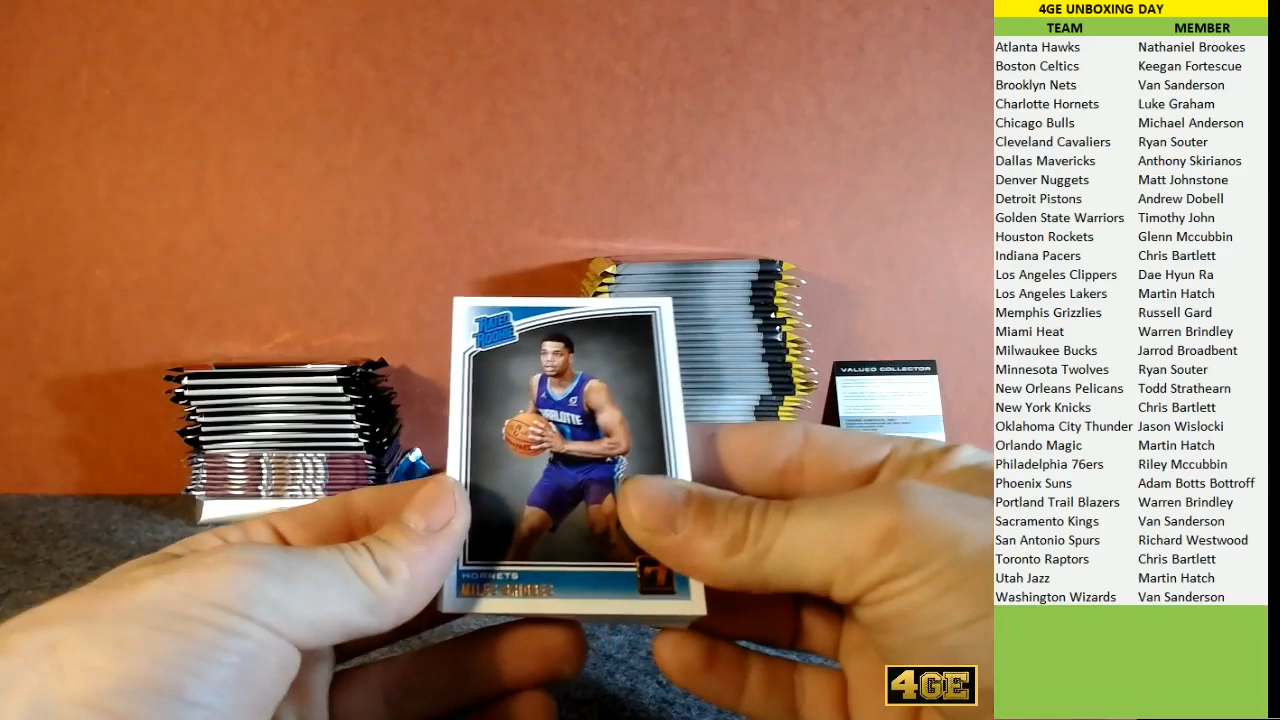 4GE UNBOXING DAY
TEAM MEMBER
Atlanta Hawks Nathaniel Brookes
Boston Celtics Keegan Fortescue
Brooklyn Nets Van Sanderson
Charlotte Hornets Luke Graham
Chicago Bulls Michael Anderson
Cleveland Cavaliers Ryan Souter
Dallas Mavericks Anthony Skirianos
Denver Nuggets Matt Johnstone
Detroit Pistons Andrew Dobell
Golden State Warriors Timothy John
Houston Rockets Glenn Mccubbin
Indiana Pacers Chris Bartlett
Los Angeles Clippers Dae Hyun Ra
Los Angeles Lakers Martin Hatch
Memphis Grizzlies Russell Gard
Miami Heat Warren Brindley
Milwaukee Bucks Jarrod Broadbent
Minnesota Twolves Ryan Souter
New Orleans Pelicans Todd Strathearn
New York Knicks Chris Bartlett
Oklahoma City Thunder Jason Wislocki
Orlando Magic Martin Hatch
Philadelphia 76ers Riley Mccubbin
Phoenix Suns Adam Botts Bottroff
Portland Trail Blazers Warren Brindley
Sacramento Kings Van Sanderson
San Antonio Spurs Richard Westwood
Toronto Raptors Chris Bartlett
Utah Jazz Martin Hatch
Washington Wizards Van Sanderson
RATED
ROOKIE
HORNETS
MILES BRIDGES
VALUED COLLECTOR
4GE